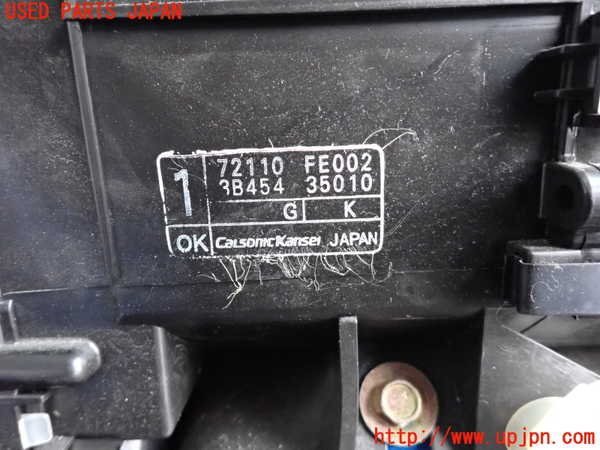 USED PARTS JAPAN
1
72110 FE002
3B454 35010
G K
OK CalsonicKansei JAPAN
http://www.upjpn.com